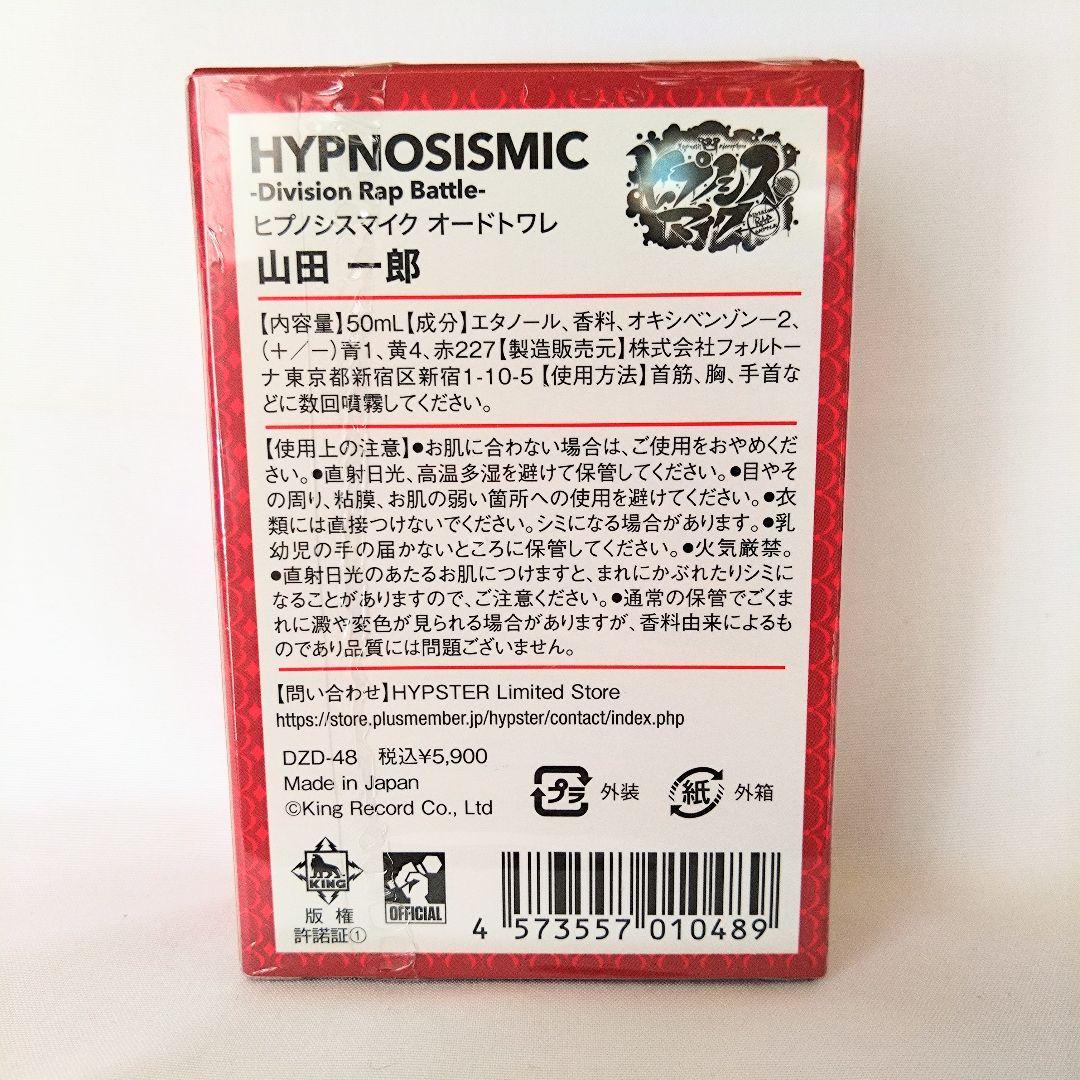 HYPNOSISMIC
-Division Rap Battle-
ヒプノシスマイク オードトワレ
山田 一郎
ヒプノシス
マイク
【内容量】50mL【成分】エタノール、香料、オキシベンゾン－2、
(＋／－)青1、黄4、赤227【製造販売元】株式会社フォルトー
ナ東京都新宿区新宿1-10-5【使用方法】首筋、胸、手首な
どに数回噴霧してください。
【使用上の注意】●お肌に合わない場合は、ご使用をおやめくだ
さい。●直射日光、高温多湿を避けて保管してください。●目やそ
の周り、粘膜、お肌の弱い箇所への使用を避けてください。●衣
類には直接つけないでください。シミになる場合があります。●乳
幼児の手の届かないところに保管してください。●火気厳禁。
●直射日光のあたるお肌につけますと、まれにかぶれたりシミに
なることがありますので、ご注意ください。●通常の保管でごくま
れに澱や変色が見られる場合がありますが、香料由来によるも
のであり品質には問題ございません。
【問い合わせ】HYPSTER Limited Store
https://store.plusmember.jp/hypster/contact/index.php
DZD-48 税込¥5,900
Made in Japan
©King Record Co., Ltd
プラ 外装
紙 外箱
KING
版 権
許諾証①
OFFICIAL
4 573557 010489